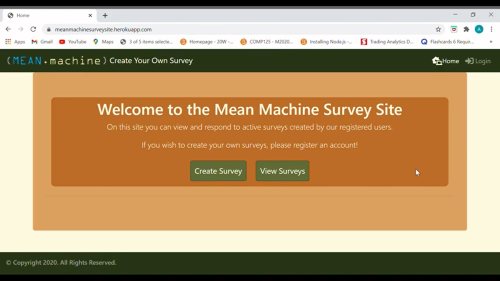 Home
meanmachinesurveysite.herokuapp.com
Apps
Gmail
YouTube
Maps
3 of 5 items selecte...
Homepage - 20W -...
COMP125 - M2020...
Installing Node.js -...
Trading Analytics D...
Flashcards 6 Reque...
(MEAN.machine) Create Your Own Survey
Home
Login
Welcome to the Mean Machine Survey Site
On this site you can view and respond to active surveys created by our registered users.
If you wish to create your own surveys, please register an account!
Create Survey
View Surveys
© Copyright 2020. All Rights Reserved.